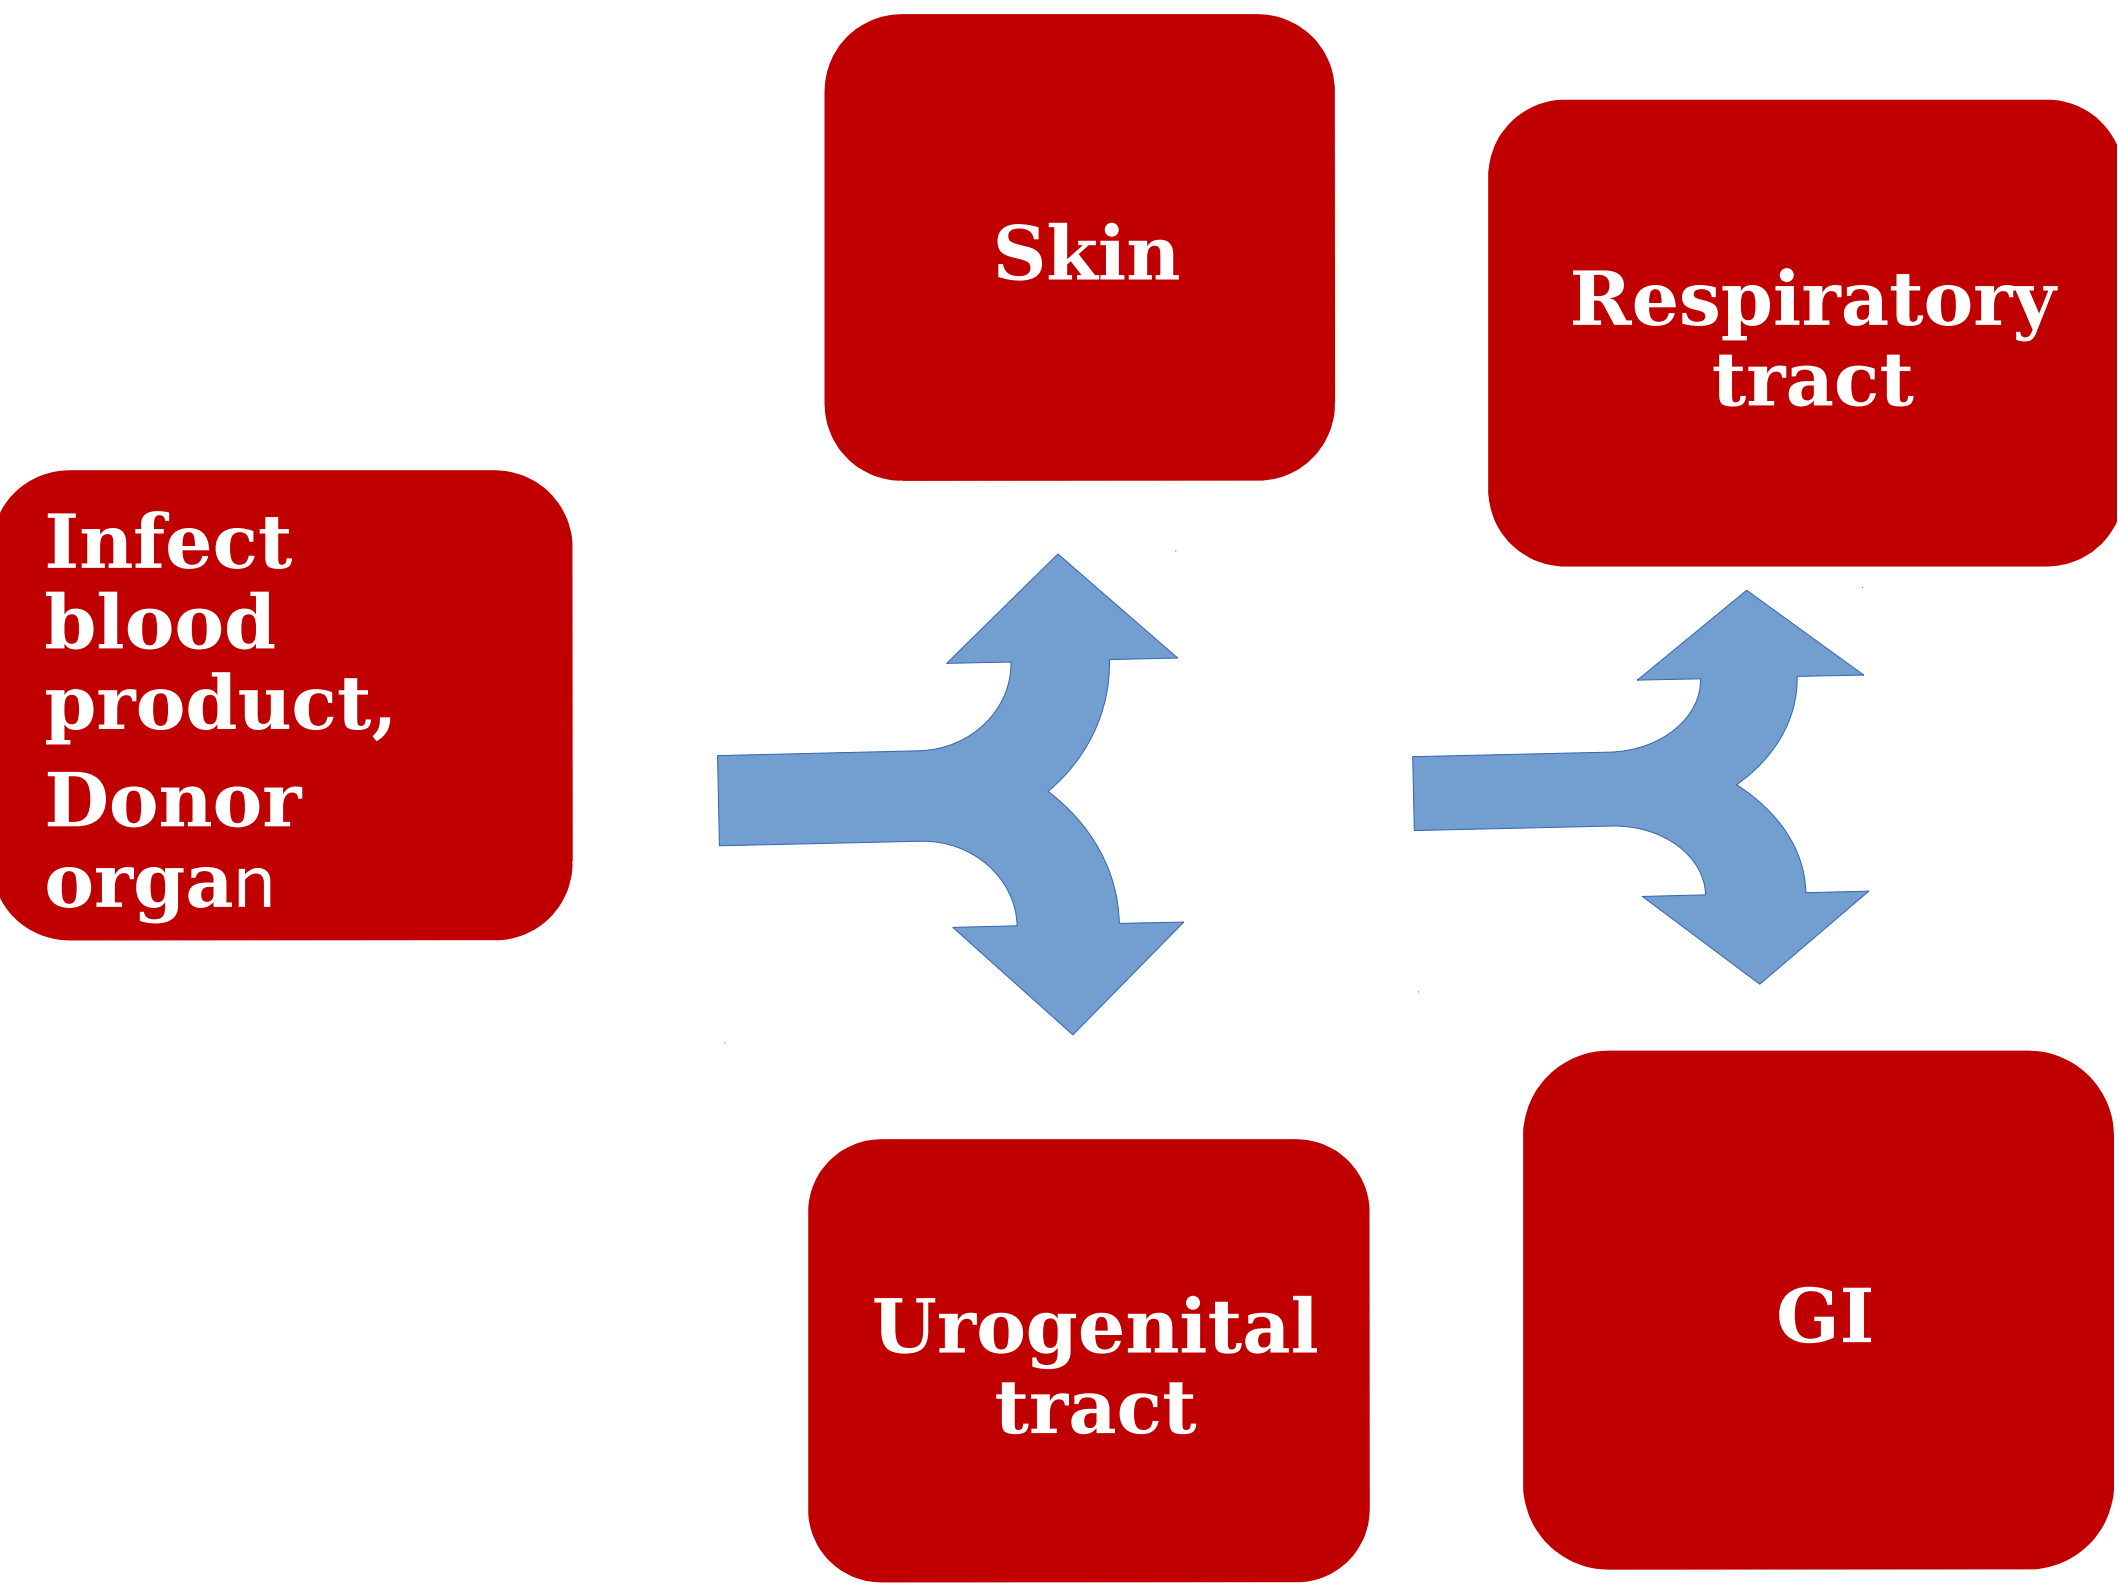 Skin
Respiratory
tract
Infect
blood
product,
Donor
organ
Urogenital
tract
GI